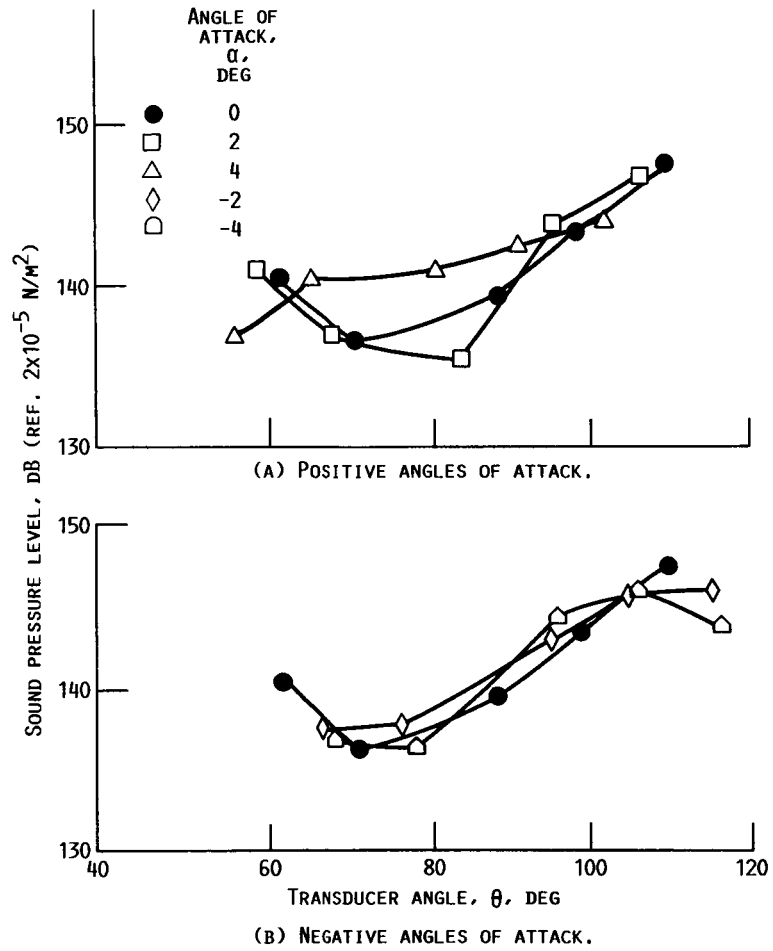 ANGLE OF
ATTACK,
α,
DEG
0
2
4
-2
-4
150
140
130
(A) POSITIVE ANGLES OF ATTACK.
SOUND PRESSURE LEVEL, DB (REF. 2x10⁻⁵ N/M²)
150
140
130
40 60 80 100 120
TRANSDUCER ANGLE, θ, DEG
(B) NEGATIVE ANGLES OF ATTACK.